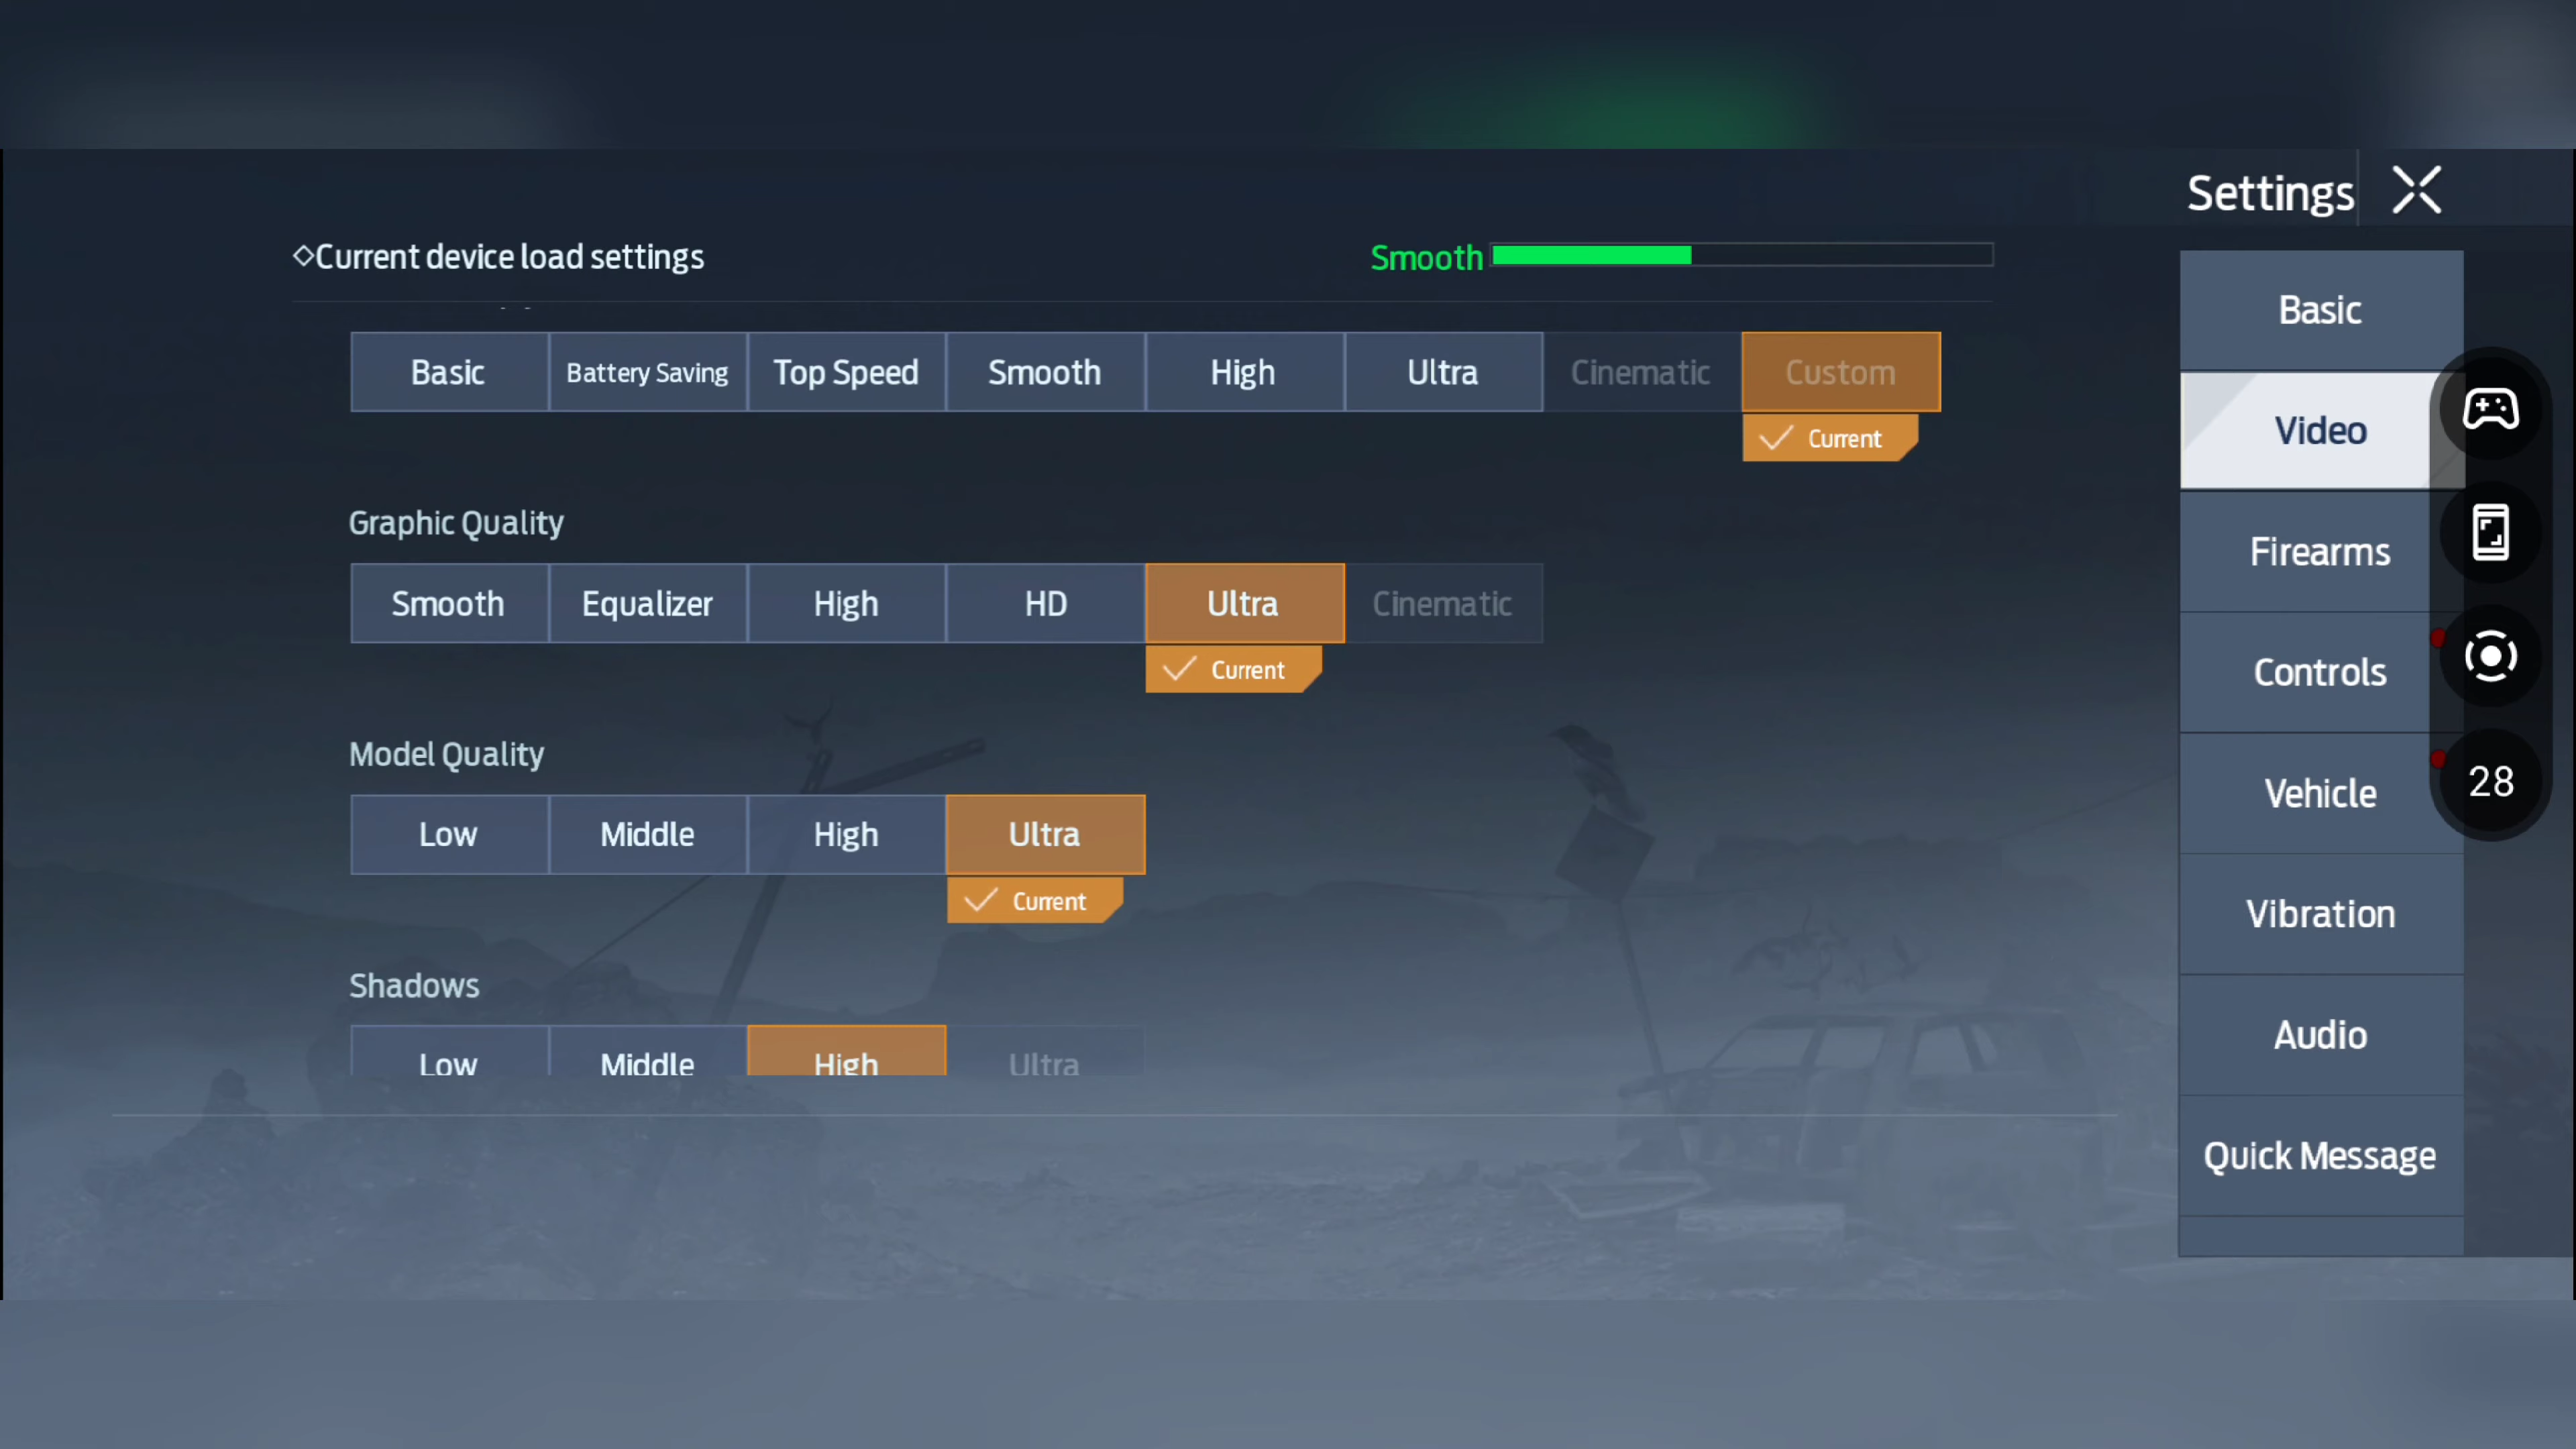 Settings
◇Current device load settings
Smooth
Basic Battery Saving Top Speed Smooth High Ultra Cinematic Custom
Current
Graphic Quality
Smooth Equalizer High HD Ultra Cinematic
Current
Model Quality
Low Middle High Ultra
Current
Shadows
Low Middle High Ultra
Basic
Video
Firearms
Controls
Vehicle
Vibration
Audio
Quick Message
28